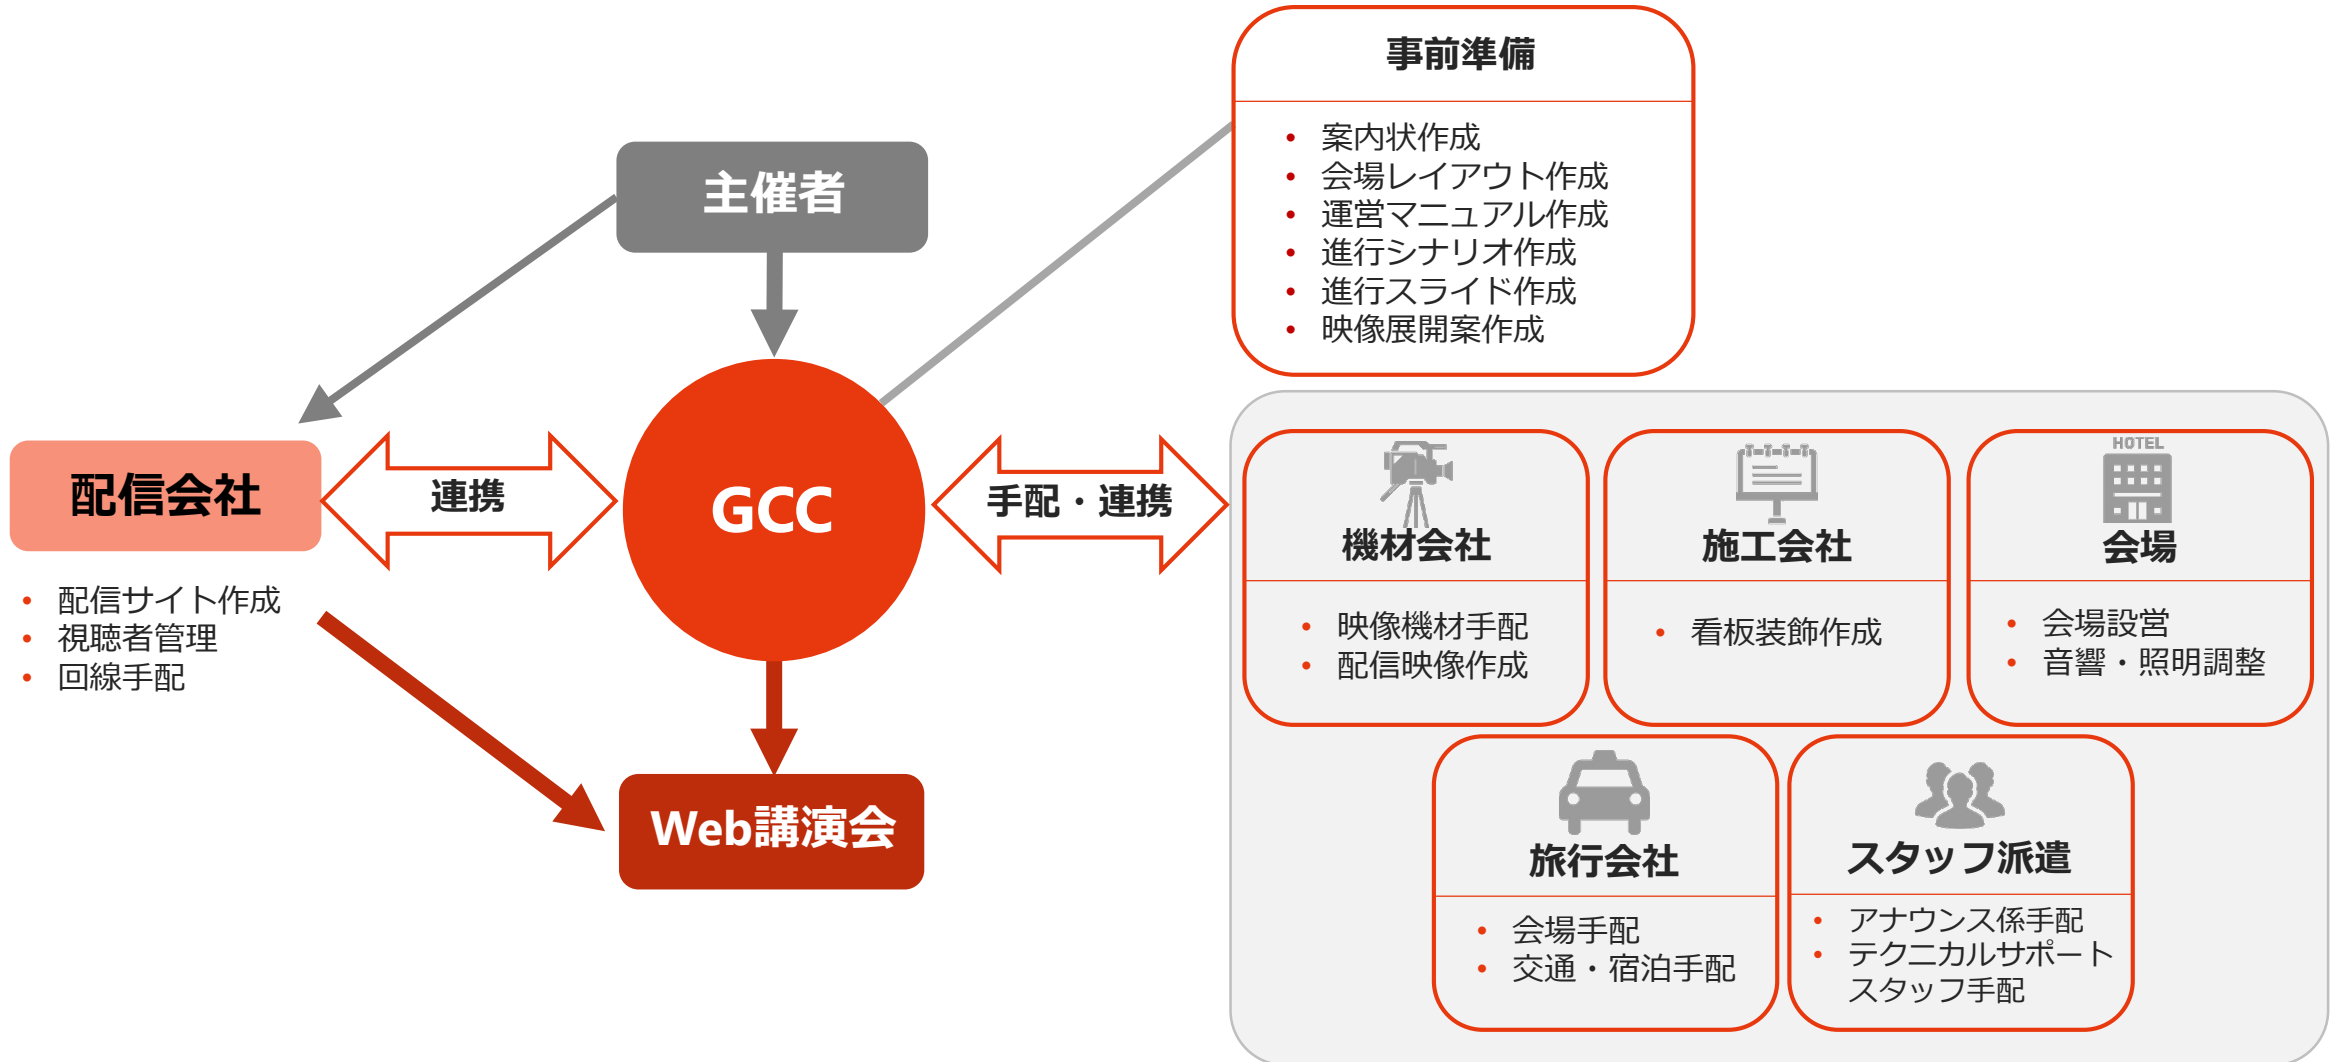 事前準備
• 案内状作成
• 会場レイアウト作成
• 運営マニュアル作成
• 進行シナリオ作成
• 進行スライド作成
• 映像展開案作成
主催者
配信会社
連携
GCC
手配・連携
• 配信サイト作成
• 視聴者管理
• 回線手配
Web講演会
機材会社
• 映像機材手配
• 配信映像作成
施工会社
• 看板装飾作成
HOTEL
会場
• 会場設営
• 音響・照明調整
旅行会社
• 会場手配
• 交通・宿泊手配
スタッフ派遣
• アナウンス係手配
• テクニカルサポート
スタッフ手配